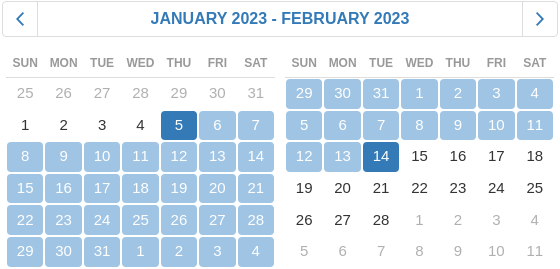 JANUARY 2023 - FEBRUARY 2023
SUN MON TUE WED THU FRI SAT
25 26 27 28 29 30 31
1 2 3 4 5 6 7
8 9 10 11 12 13 14
15 16 17 18 19 20 21
22 23 24 25 26 27 28
29 30 31 1 2 3 4
SUN MON TUE WED THU FRI SAT
29 30 31 1 2 3 4
5 6 7 8 9 10 11
12 13 14 15 16 17 18
19 20 21 22 23 24 25
26 27 28 1 2 3 4
5 6 7 8 9 10 11